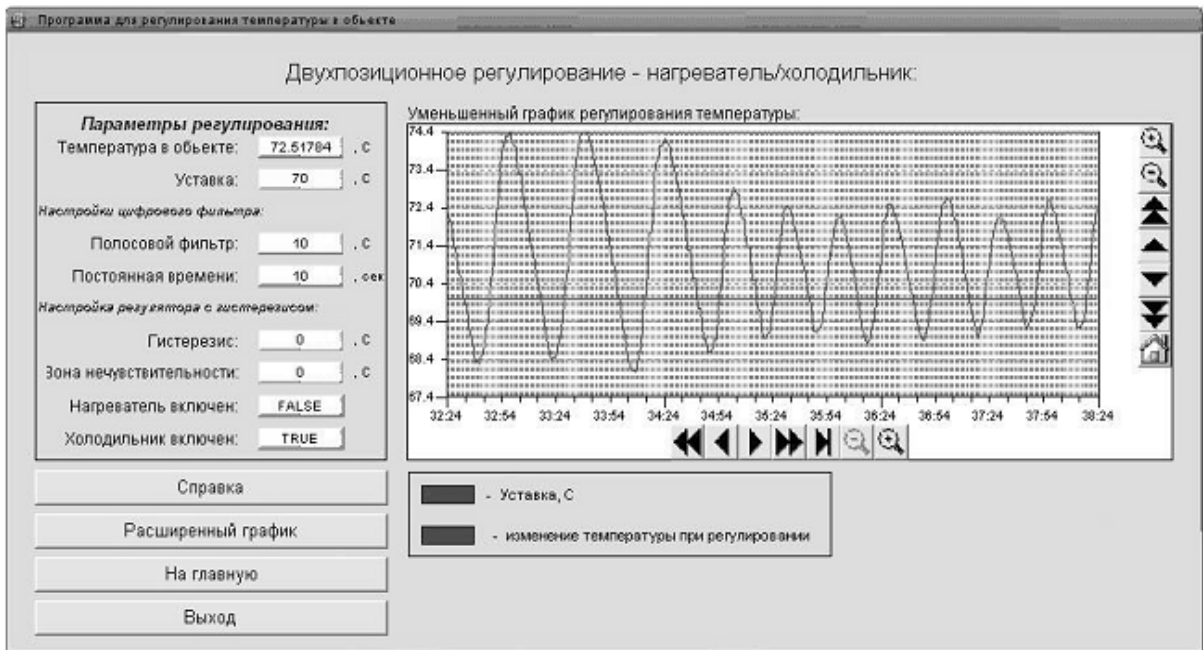 Программа для регулирования температуры в обьекте
Двухпозиционное регулирование - нагреватель/холодильник:
Параметры регулирования:
Температура в обьекте: 72.51784 , С
Уставка: 70 , С
Настройки цифрового фильтра:
Полосовой фильтр: 10 , С
Постоянная времени: 10 , сек
Настройка регулятора с гистерезисом:
Гистерезис: 0 , С
Зона нечувствительности: 0 , С
Нагреватель включен: FALSE
Холодильник включен: TRUE
Справка
Расширенный график
На главную
Выход
Уменьшенный график регулирования температуры:
74.4
73.4
72.4
71.4
70.4
69.4
68.4
67.4
32:24 32:54 33:24 33:54 34:24 34:54 35:24 35:54 36:24 36:54 37:24 37:54 38:24
- Уставка, С
- изменение температуры при регулировании